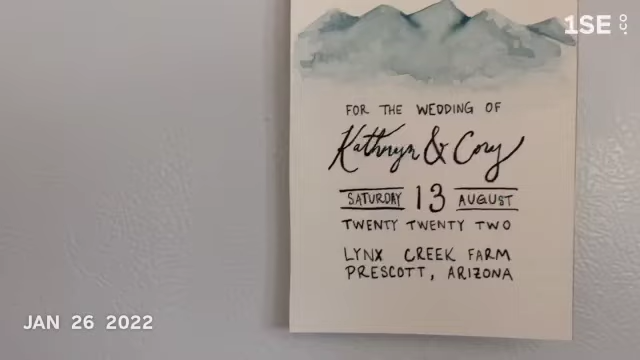 1SE.CO
FOR THE WEDDING OF
Kathryn & Cory
SATURDAY 13 AUGUST
TWENTY TWENTY TWO
LYNX CREEK FARM
PRESCOTT, ARIZONA
JAN 26 2022